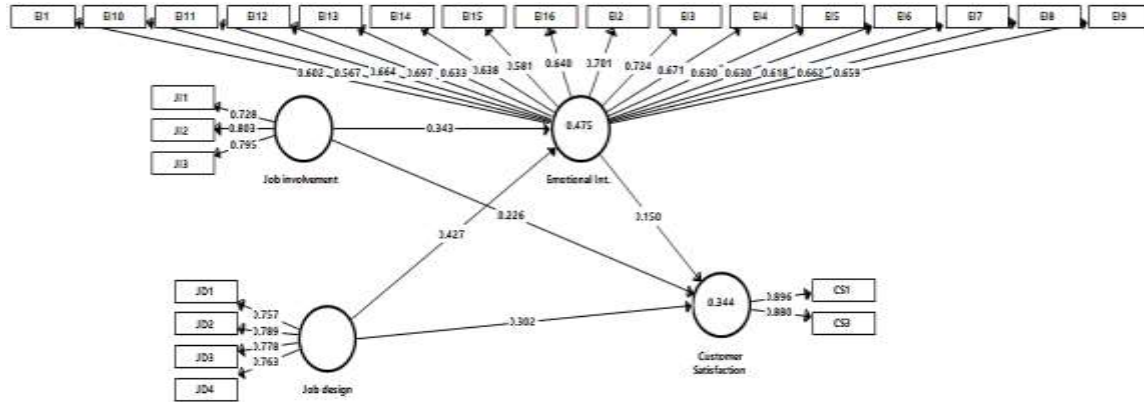 EI1 EI10 EI11 EI12 EI13 EI14 EI15 EI16 EI2 EI3 EI4 EI5 EI6 EI7 EI8 EI9
0.602 0.567 0.664 0.697 0.633 0.638 0.581 0.640 0.701 0.724 0.671 0.630 0.630 0.618 0.662 0.659
JI1
0.728
JI2
0.803
0.343
0.475
0.795
JI3
Job involvement
Emotional Int.
0.226
0.150
0.427
JD1
0.757
CS1
0.896
JD2
0.789
0.302
0.344
0.880
CS3
0.778
JD3
0.763
Customer
Satisfaction
JD4
Job design